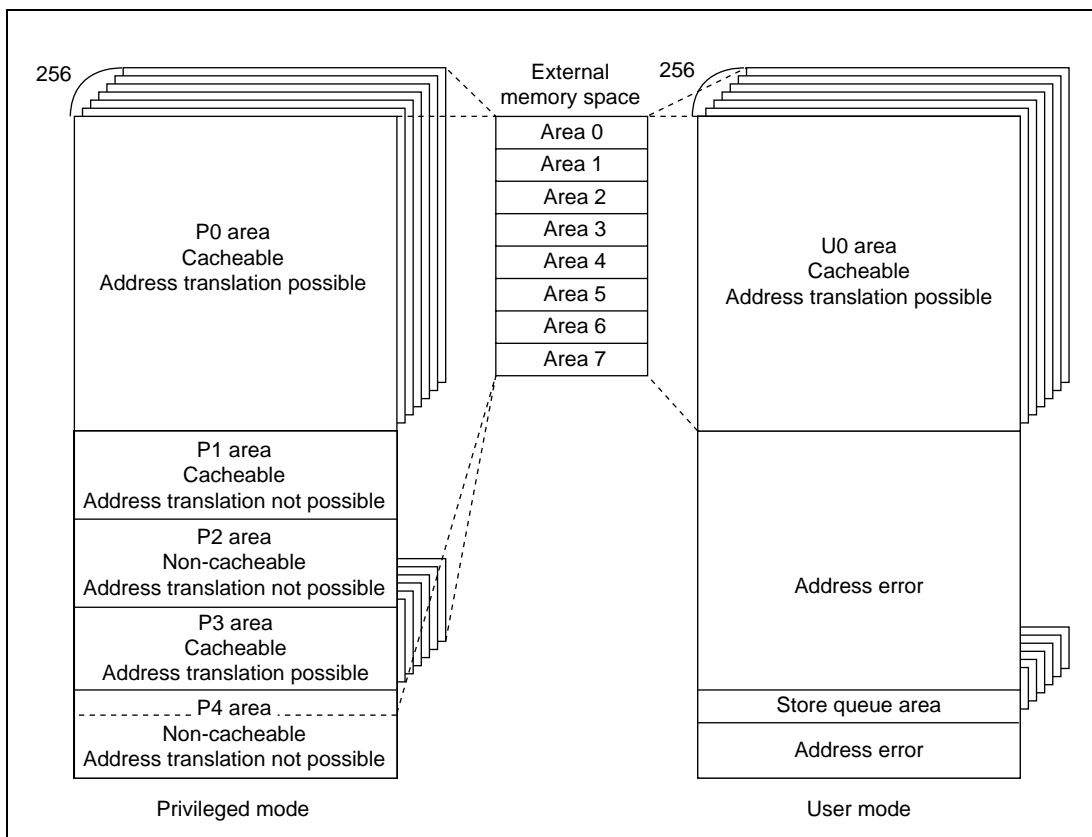 256
P0 area
Cacheable
Address translation possible
P1 area
Cacheable
Address translation not possible
P2 area
Non-cacheable
Address translation not possible
P3 area
Cacheable
Address translation possible
P4 area
Non-cacheable
Address translation not possible
Privileged mode
External
memory space
Area 0
Area 1
Area 2
Area 3
Area 4
Area 5
Area 6
Area 7
256
U0 area
Cacheable
Address translation possible
Address error
Store queue area
Address error
User mode